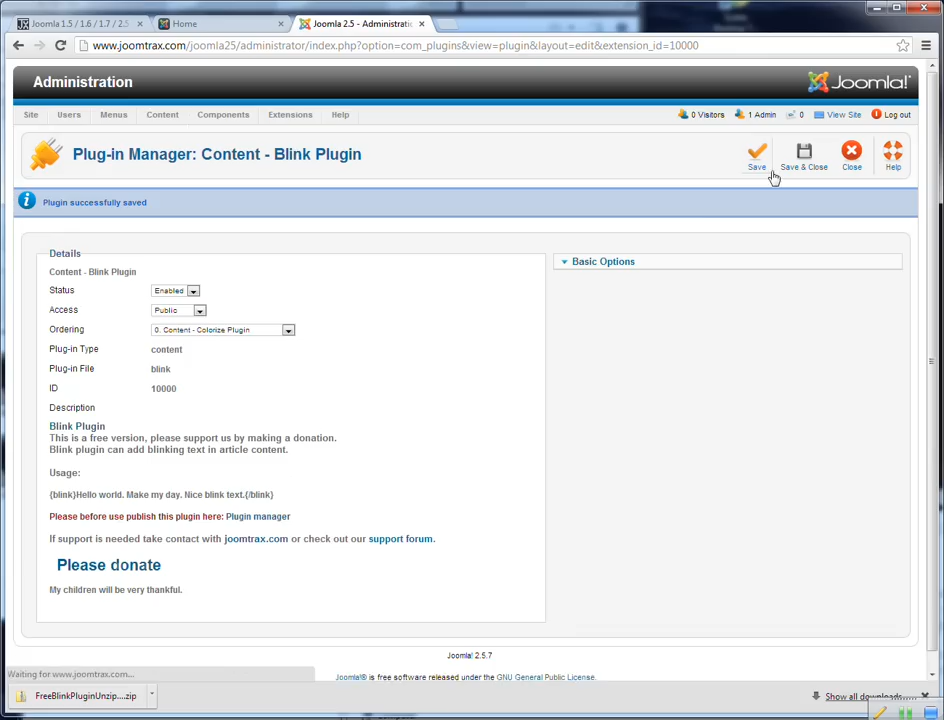 Joomla 1.5 / 1.6 / 1.7 / 2.5
Home
Joomla 2.5 - Administratio
www.joomtrax.com/joomla25/administrator/index.php?option=com_plugins&view=plugin&layout=edit&extension_id=10000
Administration
Joomla!
Site Users Menus Content Components Extensions Help
0 Visitors 1 Admin 0 View Site Log out
Plug-in Manager: Content - Blink Plugin
Save Save & Close Close Help
Plugin successfully saved
Details
Basic Options
Content - Blink Plugin
Status Enabled
Access Public
Ordering 0. Content - Colorize Plugin
Plug-in Type content
Plug-in File blink
ID 10000
Description
Blink Plugin
This is a free version, please support us by making a donation.
Blink plugin can add blinking text in article content.
Usage:
{blink}Hello world. Make my day. Nice blink text.{/blink}
Please before use publish this plugin here: Plugin manager
If support is needed take contact with joomtrax.com or check out our support forum.
Please donate
My children will be very thankful.
Joomla! 2.5.7
Waiting for www.joomtrax.com...
Joomla!® is free software released under the GNU General Public License.
FreeBlinkPluginUnzip....zip
Show all downloads...